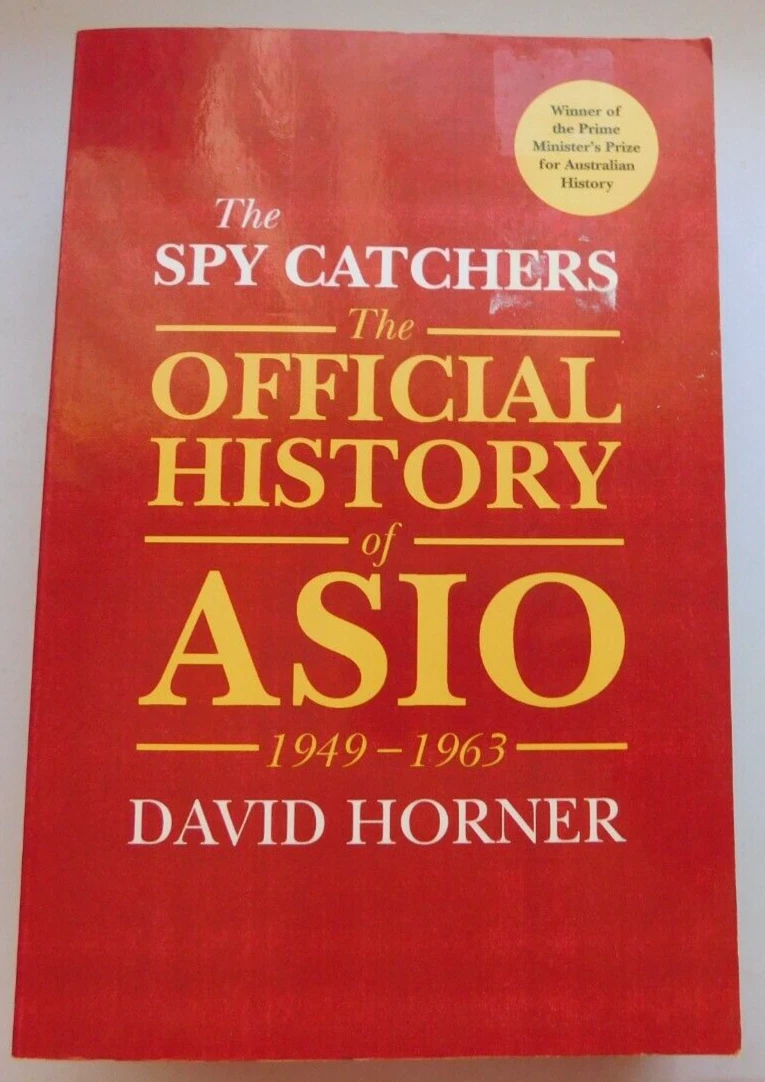 Winner of
the Prime
Minister's Prize
for Australian
History
The
SPY CATCHERS
The
OFFICIAL
HISTORY
of
ASIO
1949–1963
DAVID HORNER